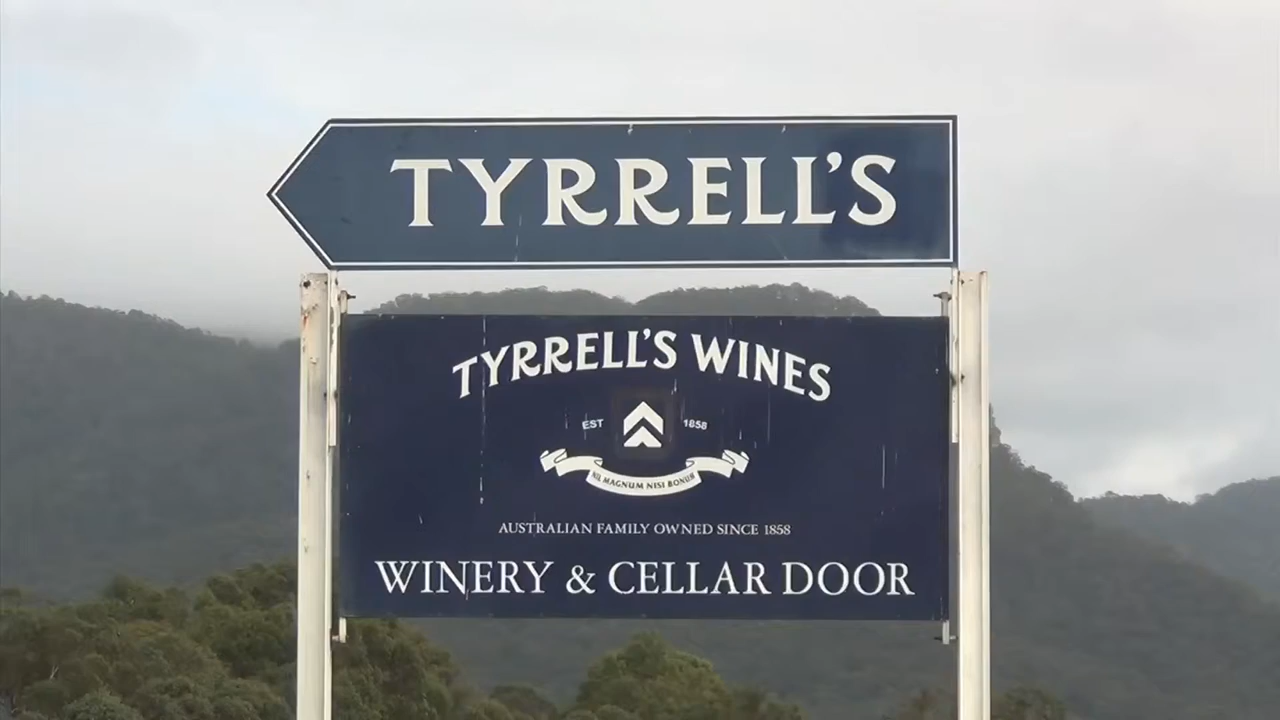 TYRRELL'S
TYRRELL'S WINES
EST 1858
NIL MAGNUM NISI BONUM
AUSTRALIAN FAMILY OWNED SINCE 1858
WINERY & CELLAR DOOR